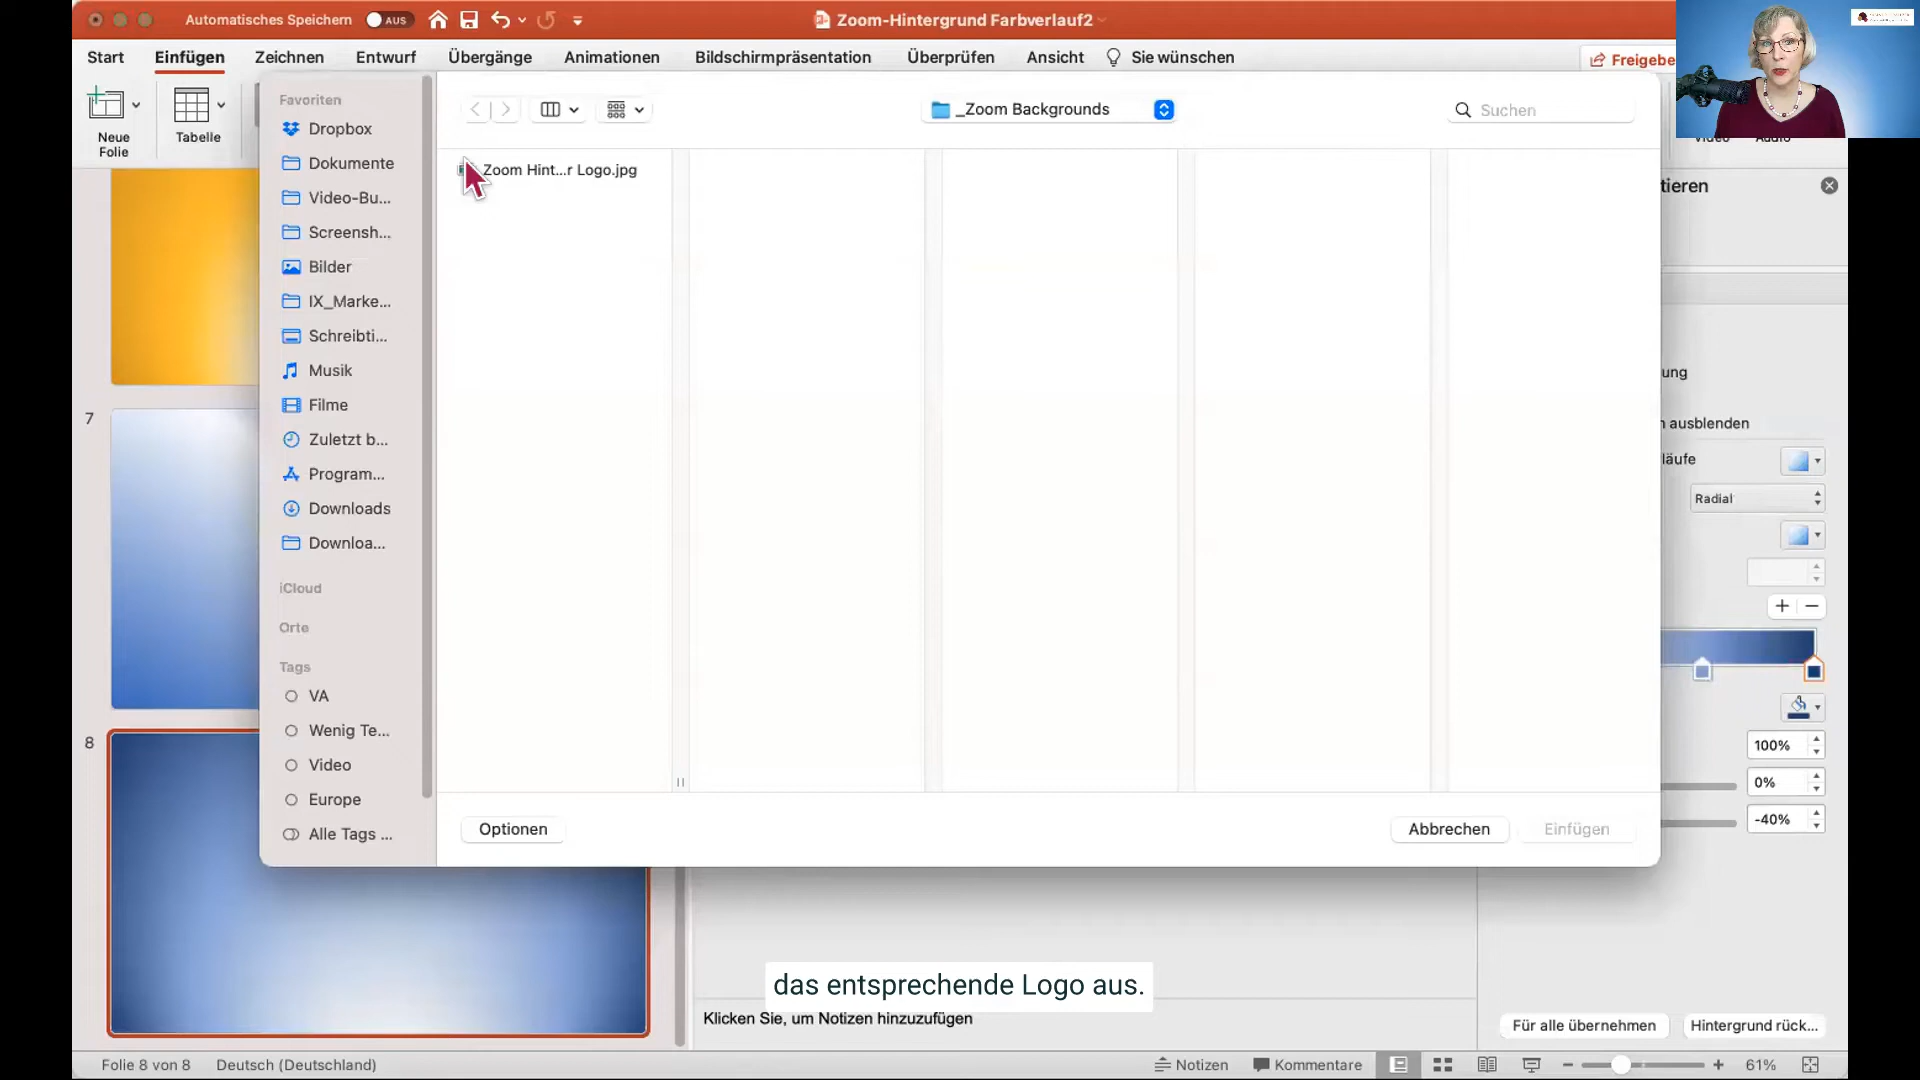 Automatisches Speichern
AUS
Zoom-Hintergrund Farbverlauf2
Start
Einfügen
Zeichnen
Entwurf
Übergänge
Animationen
Bildschirmpräsentation
Überprüfen
Ansicht
Sie wünschen
Freigebe
Neue
Folie
Tabelle
Favoriten
Dropbox
Dokumente
Video-Bu...
Screensh...
Bilder
IX_Marke...
Schreibti...
Musik
Filme
Zuletzt b...
Program...
Downloads
Downloa...
iCloud
Orte
Tags
VA
Wenig Te...
Video
Europe
Alle Tags ...
_Zoom Backgrounds
Suchen
Zoom Hint...r Logo.jpg
Optionen
Abbrechen
Einfügen
7
8
tieren
ung
n ausblenden
läufe
Radial
100%
0%
-40%
das entsprechende Logo aus.
Klicken Sie, um Notizen hinzuzufügen
Für alle übernehmen
Hintergrund rück...
Folie 8 von 8
Deutsch (Deutschland)
Notizen
Kommentare
61%